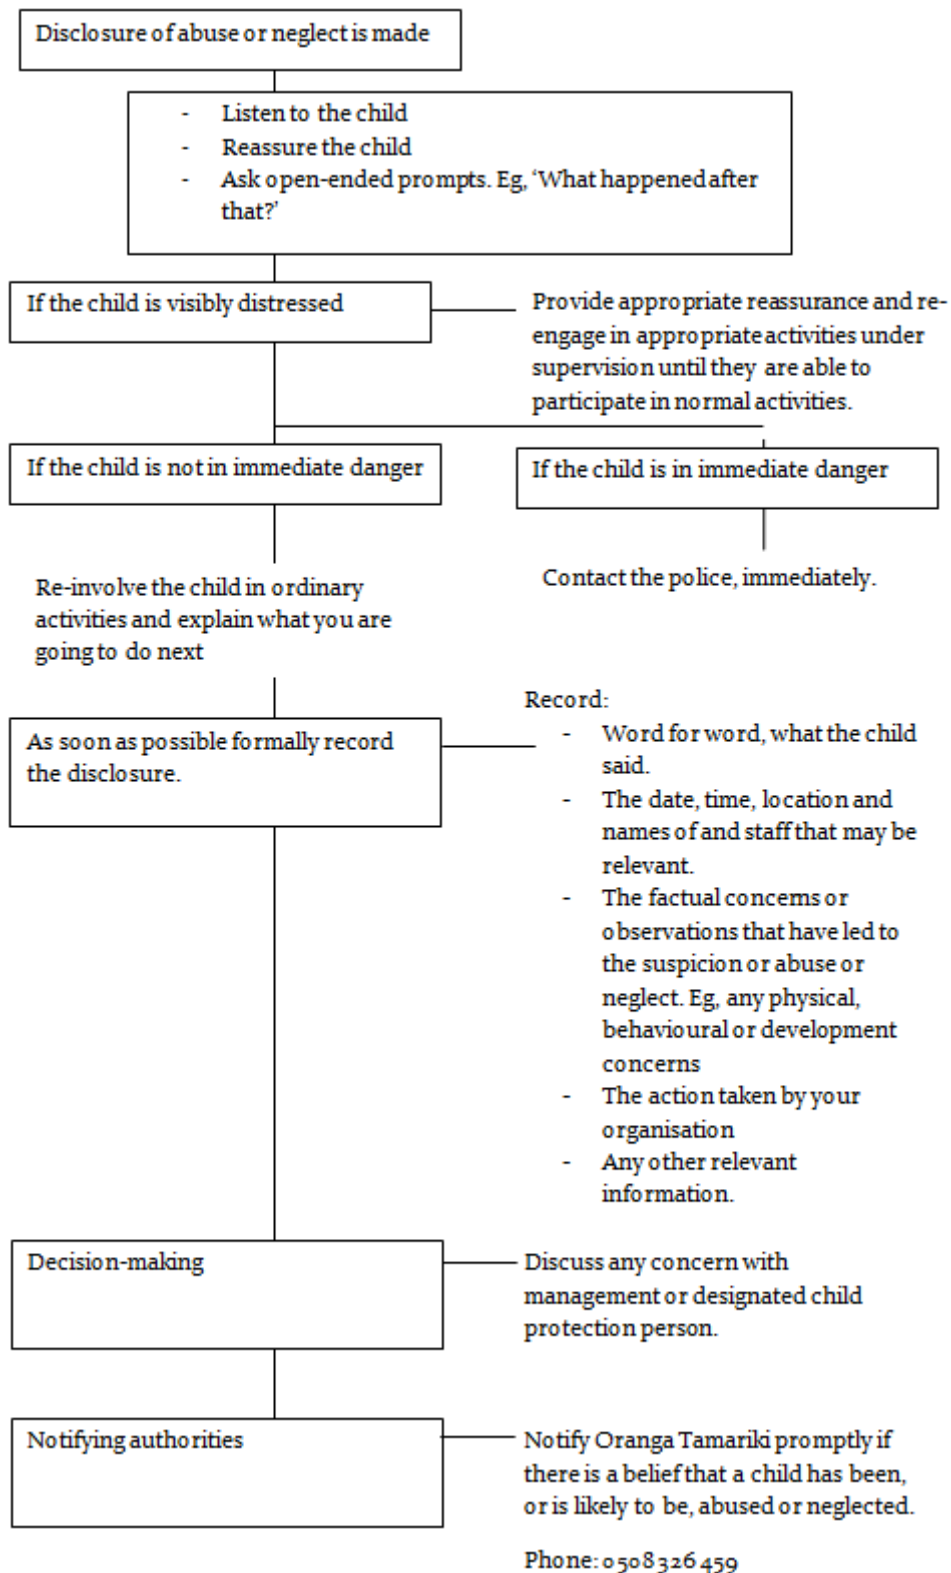 Disclosure of abuse or neglect is made
- Listen to the child
- Reassure the child
- Ask open-ended prompts. Eg, ‘What happened after
that?’
If the child is visibly distressed
Provide appropriate reassurance and re-
engage in appropriate activities under
supervision until they are able to
participate in normal activities.
If the child is not in immediate danger
If the child is in immediate danger
Re-involve the child in ordinary
activities and explain what you are
going to do next
Contact the police, immediately.
As soon as possible formally record
the disclosure.
Record:
- Word for word, what the child
said.
- The date, time, location and
names of and staff that may be
relevant.
- The factual concerns or
observations that have led to
the suspicion or abuse or
neglect. Eg, any physical,
behavioural or development
concerns
- The action taken by your
organisation
- Any other relevant
information.
Decision-making
Discuss any concern with
management or designated child
protection person.
Notifying authorities
Notify Oranga Tamariki promptly if
there is a belief that a child has been,
or is likely to be, abused or neglected.
Phone: 0508 326 459